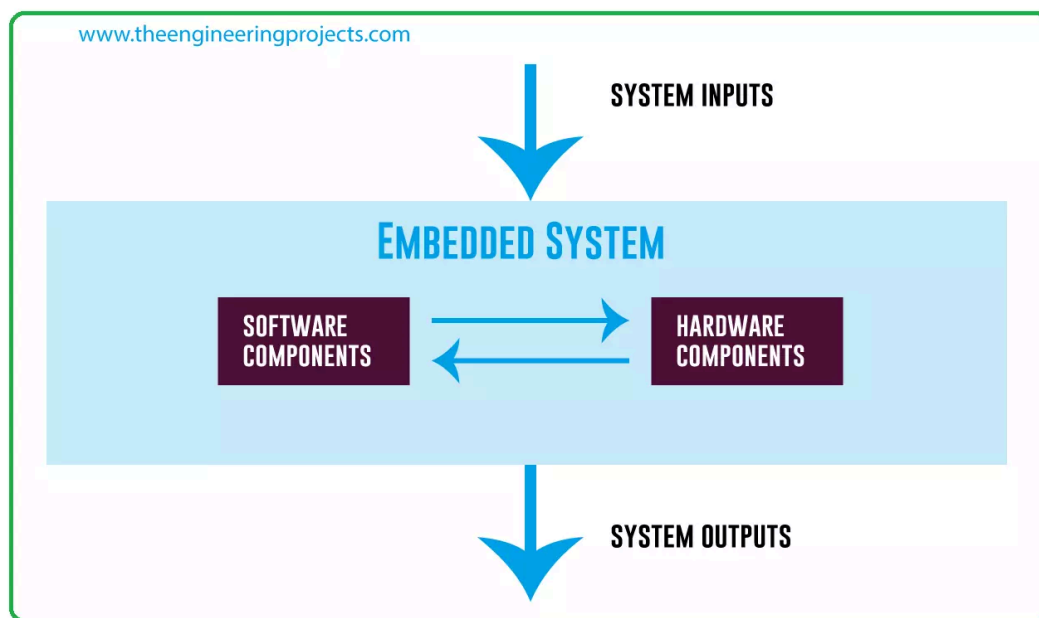 www.theengineeringprojects.com
SYSTEM INPUTS
EMBEDDED SYSTEM
SOFTWARE
COMPONENTS
HARDWARE
COMPONENTS
SYSTEM OUTPUTS